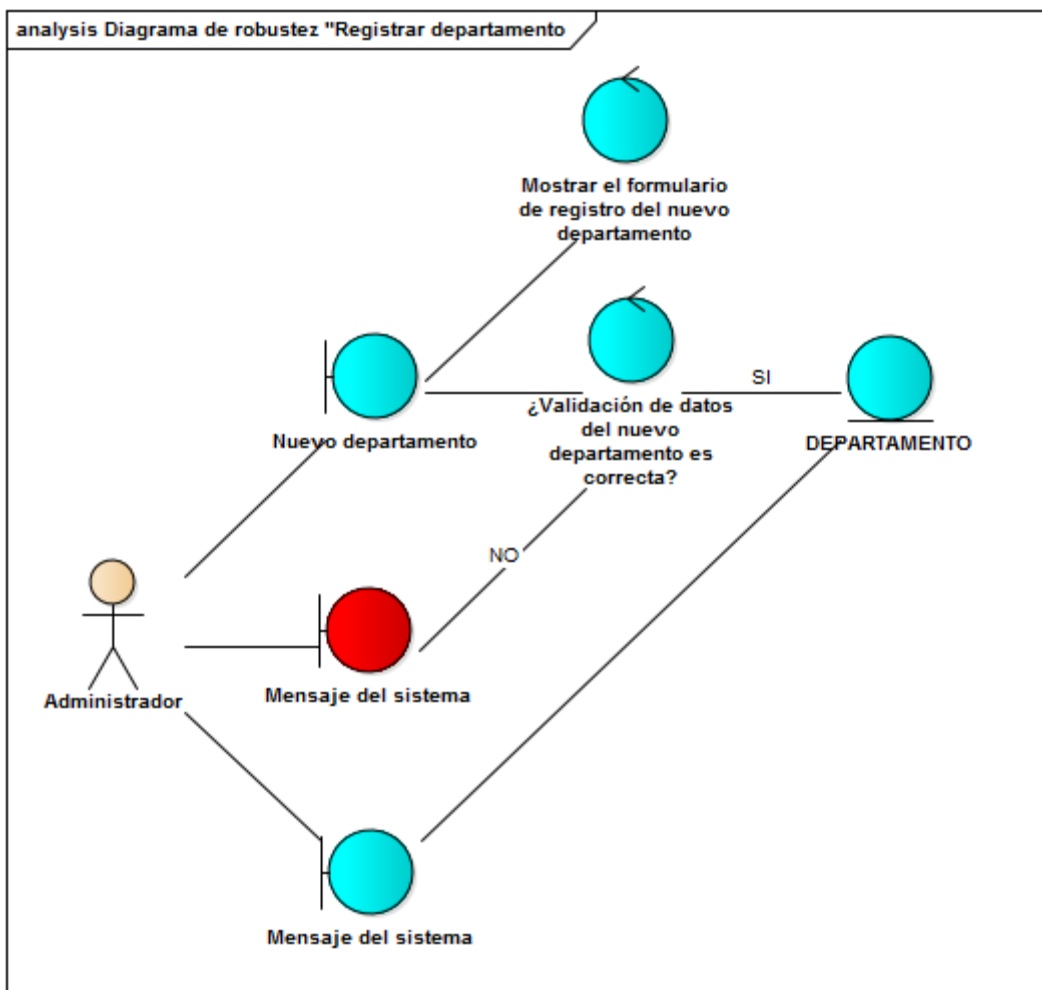 analysis Diagrama de robustez "Registrar departamento
Mostrar el formulario
de registro del nuevo
departamento
Nuevo departamento
¿Validación de datos
del nuevo
departamento es
correcta?
SI
DEPARTAMENTO
NO
Administrador
Mensaje del sistema
Mensaje del sistema